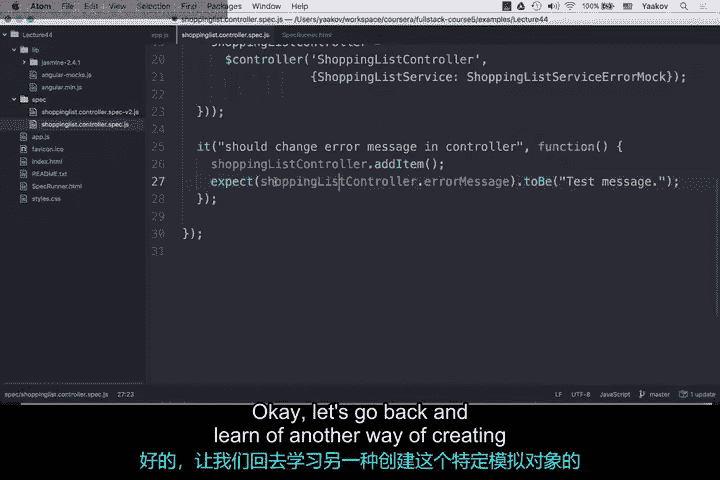 Atom File Edit View Selection Find Packages Window Help 100% Yaakov
shoppinglist.controller.spec.js — /Users/yaakov/workspace/coursera/fullstack-course5/examples/Lecture44
Lecture44
lib
jasmine-2.4.1
angular-mocks.js
angular.min.js
spec
shoppinglist.controller.spec-v2.js
shoppinglist.controller.spec.js
app.js
favicon.ico
index.html
README.txt
SpecRunner.html
styles.css
app.js shoppinglist.controller.spec.js SpecRunner.html
shoppingListController =
20 $controller('ShoppingListController',
21 {ShoppingListService: ShoppingListServiceErrorMock});
22
23 }));
24
25 it("should change error message in controller", function() {
26 shoppingListController.addItem();
27 expect(shoppingListController.errorMessage).toBe("Test message.");
28 });
29
30 });
31
spec/shoppinglist.controller.spec.js 27:23 LF UTF-8 JavaScript master 1 update
Okay, let's go back and
learn of another way of creating
好的，让我们回去学习另一种创建这个特定模拟对象的